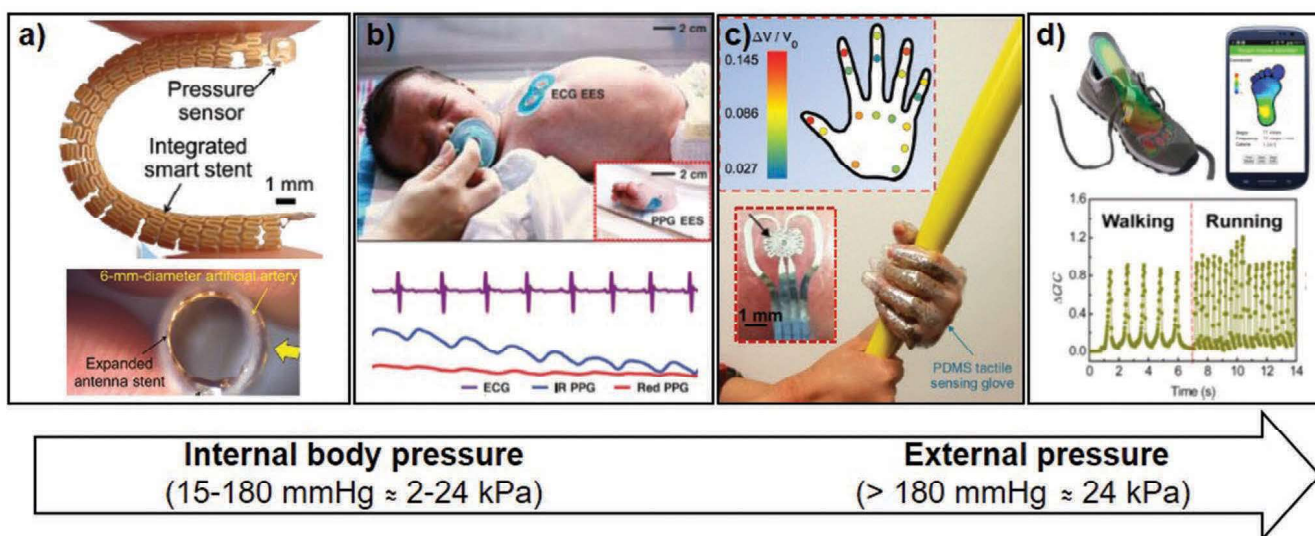 a)
Pressure
sensor
Integrated
smart stent
1 mm
6-mm-diameter artificial artery
Expanded
antenna stent
b)
2 cm
ECG EES
2 cm
PPG EES
ECG
IR PPG
Red PPG
c)
ΔV / V0
0.145
0.086
0.027
1 mm
PDMS tactile
sensing glove
d)
1.6
1.2
0.8
0.4
0.0
ΔC/C
Walking
Running
0 2 4 6 8 10 12 14
Time (s)
Internal body pressure
(15-180 mmHg ≈ 2-24 kPa)
External pressure
(> 180 mmHg ≈ 24 kPa)